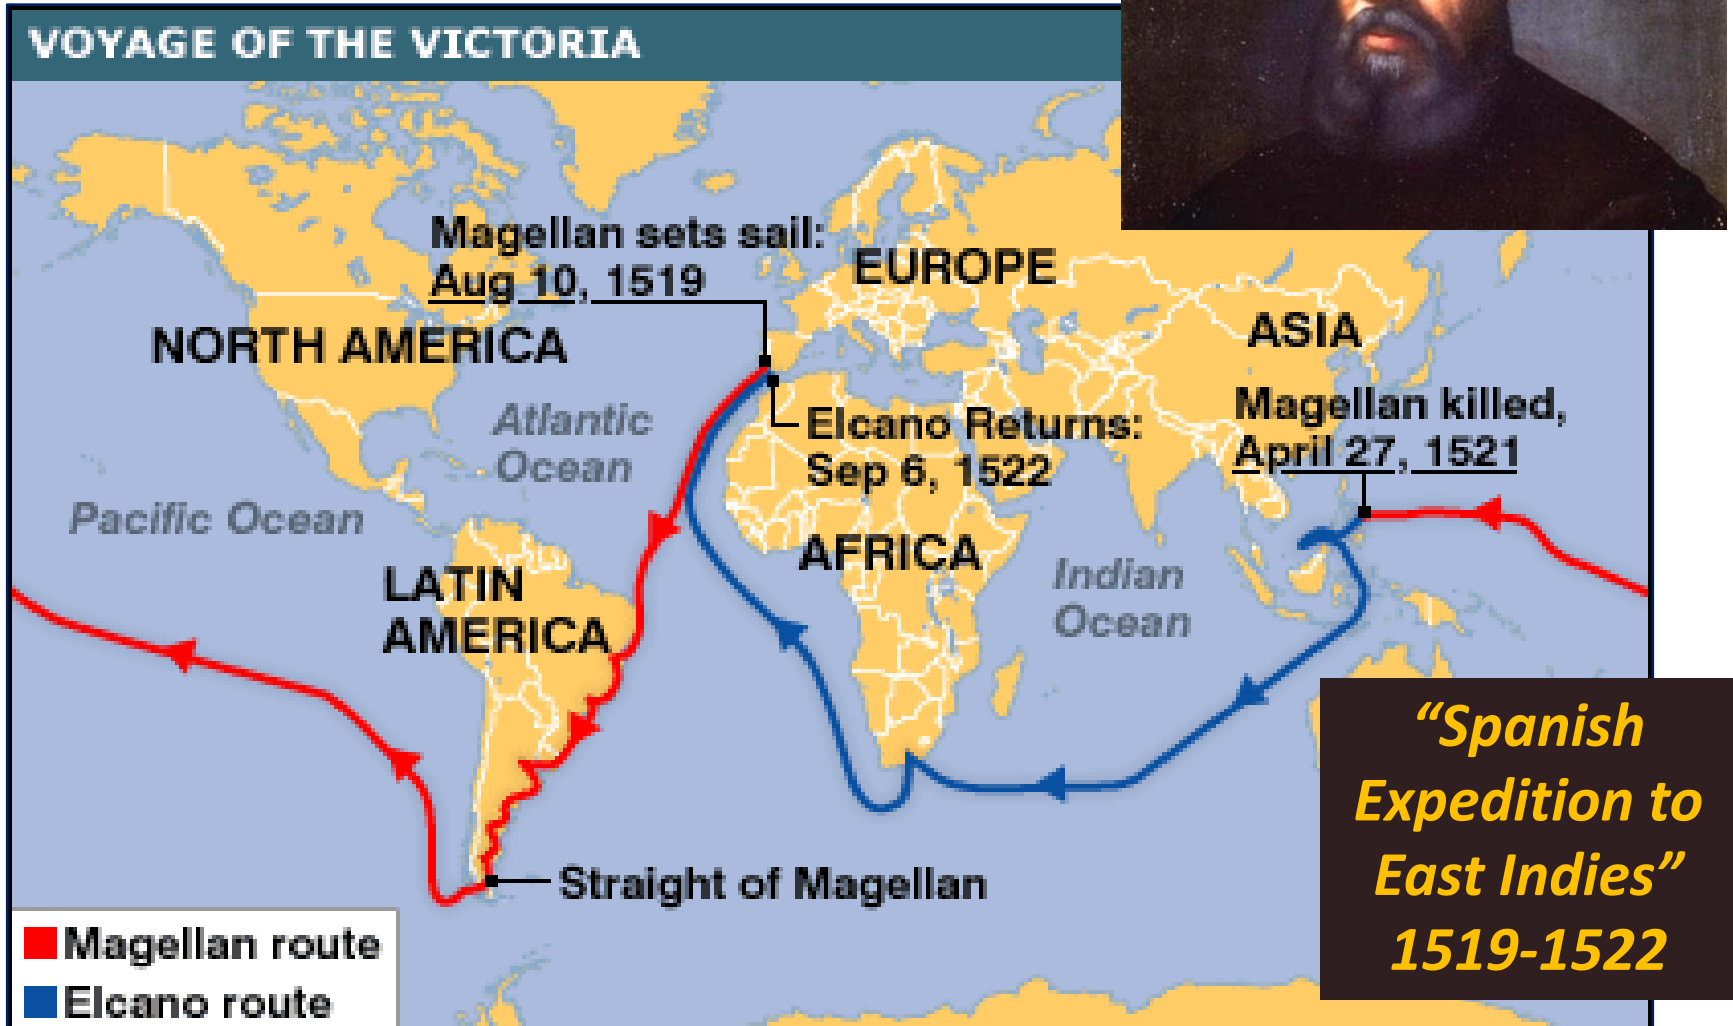 VOYAGE OF THE VICTORIA
Magellan sets sail:
Aug 10, 1519
EUROPE
NORTH AMERICA
ASIA
Atlantic
Ocean
Elcano Returns:
Sep 6, 1522
Magellan killed,
April 27, 1521
Pacific Ocean
AFRICA
LATIN
AMERICA
Indian
Ocean
“Spanish
Expedition to
East Indies”
1519-1522
Straight of Magellan
Magellan route
Elcano route